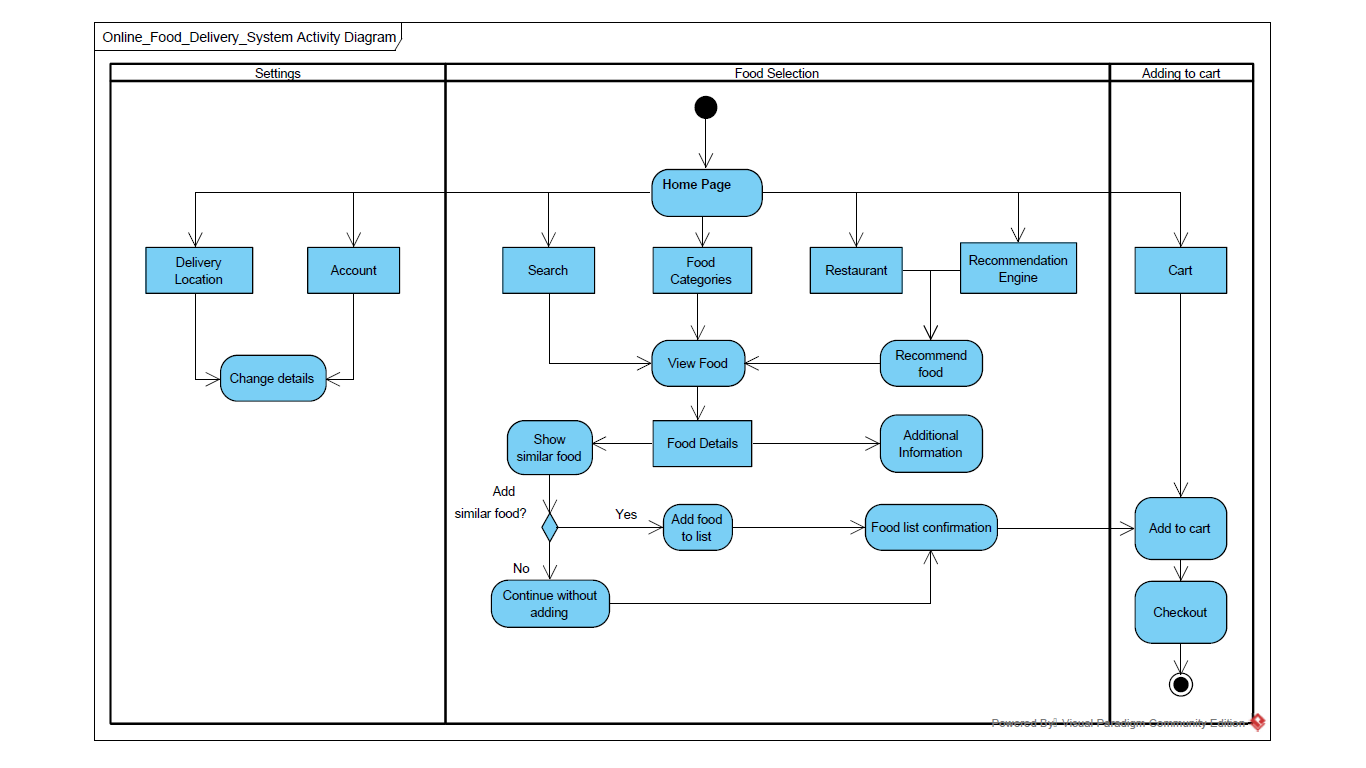 Online_Food_Delivery_System Activity Diagram
Settings
Food Selection
Adding to cart
Home Page
Delivery
Location
Account
Search
Food
Categories
Restaurant
Recommendation
Engine
Cart
Change details
View Food
Recommend
food
Show
similar food
Food Details
Additional
Information
Add
similar food?
Yes
Add food
to list
Food list confirmation
Add to cart
No
Continue without
adding
Checkout
Powered By Visual Paradigm Community Edition